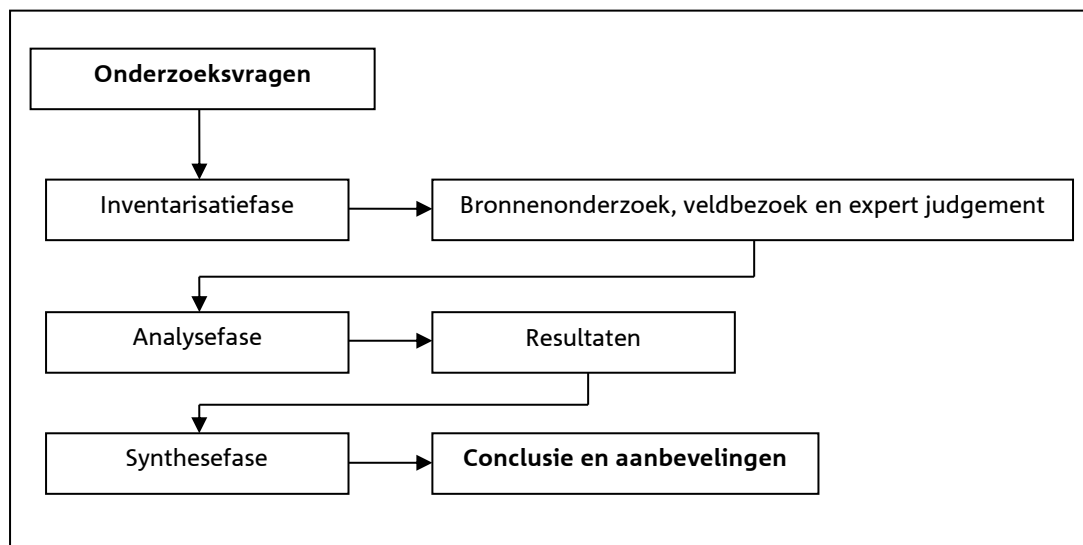 Onderzoeksvragen
Inventarisatiefase
Bronnenonderzoek, veldbezoek en expert judgement
Analysefase
Resultaten
Synthesefase
Conclusie en aanbevelingen